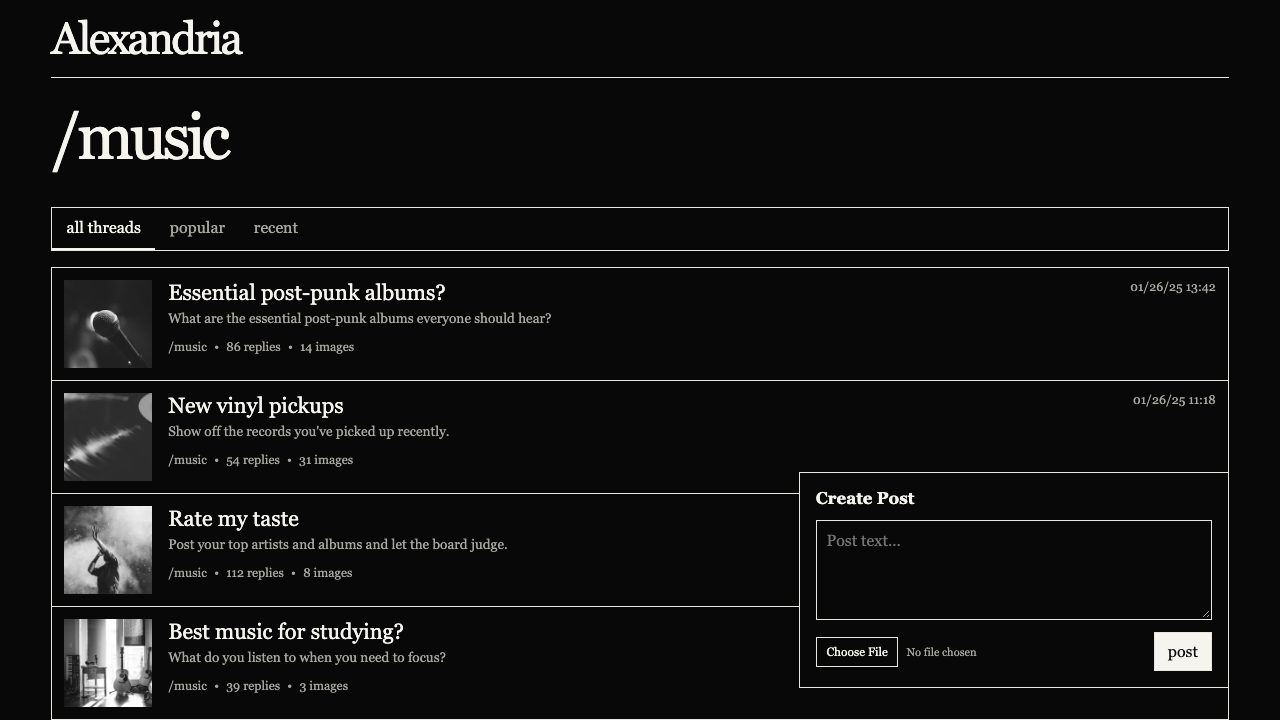 Alexandria
/music
all threads popular recent
Essential post-punk albums? 01/26/25 13:42
What are the essential post-punk albums everyone should hear?
/music • 86 replies • 14 images
New vinyl pickups 01/26/25 11:18
Show off the records you've picked up recently.
/music • 54 replies • 31 images
Rate my taste
Post your top artists and albums and let the board judge.
/music • 112 replies • 8 images
Best music for studying?
What do you listen to when you need to focus?
/music • 39 replies • 3 images
Create Post
Post text...
Choose File No file chosen post